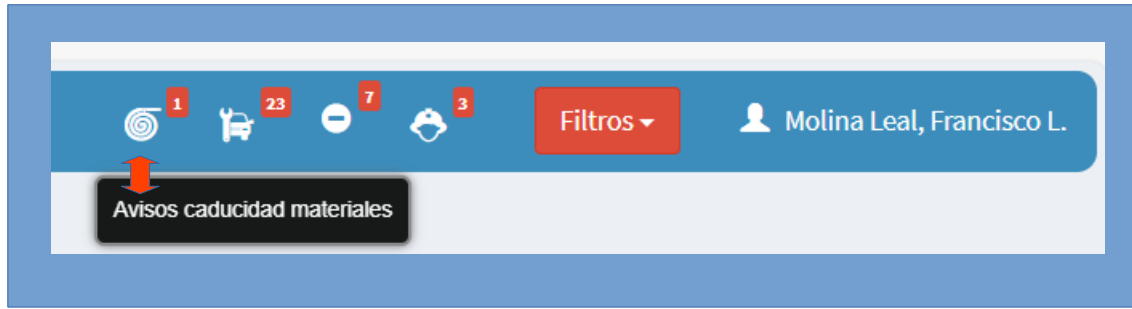 1 23 7 3 Filtros Molina Leal, Francisco L.
Avisos caducidad materiales